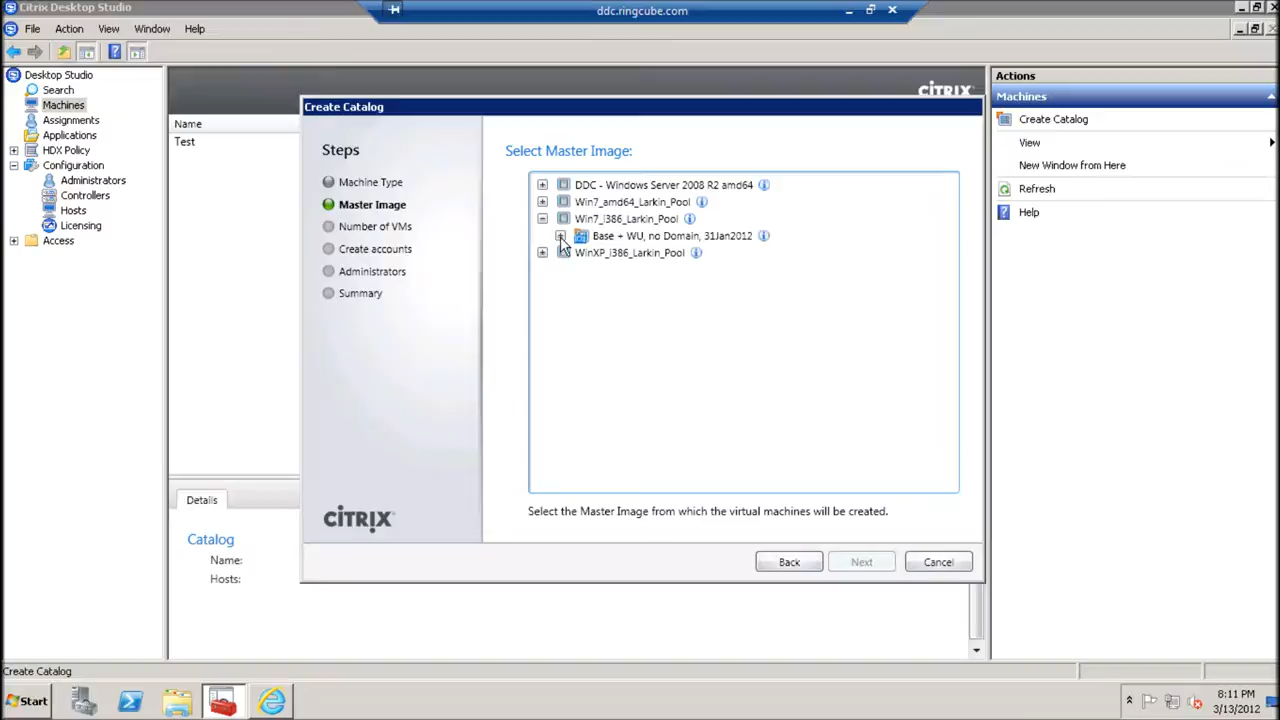 Citrix Desktop Studio
ddc.ringcube.com
File Action View Window Help
Desktop Studio
Search
Machines
Assignments
Applications
HDX Policy
Configuration
Administrators
Controllers
Hosts
Licensing
Access
CITRIX
Name
Test
Details
Catalog
Name:
Hosts:
Create Catalog
Steps
Machine Type
Master Image
Number of VMs
Create accounts
Administrators
Summary
CITRIX
Select Master Image:
DDC - Windows Server 2008 R2 amd64
Win7_amd64_Larkin_Pool
Win7_i386_Larkin_Pool
Base + WU, no Domain, 31Jan2012
WinXP_i386_Larkin_Pool
Select the Master Image from which the virtual machines will be created.
Back Next Cancel
Actions
Machines
Create Catalog
View
New Window from Here
Refresh
Help
Create Catalog
Start
8:11 PM
3/13/2012